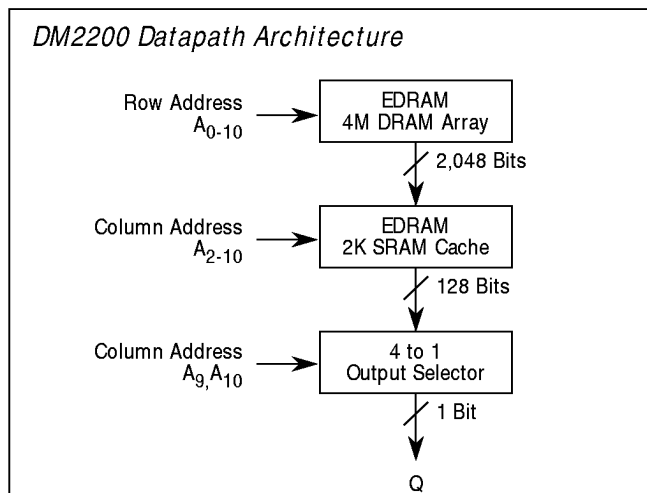 DM2200 Datapath Architecture
Row Address
A0-10
EDRAM
4M DRAM Array
2,048 Bits
Column Address
A2-10
EDRAM
2K SRAM Cache
128 Bits
Column Address
A9,A10
4 to 1
Output Selector
1 Bit
Q